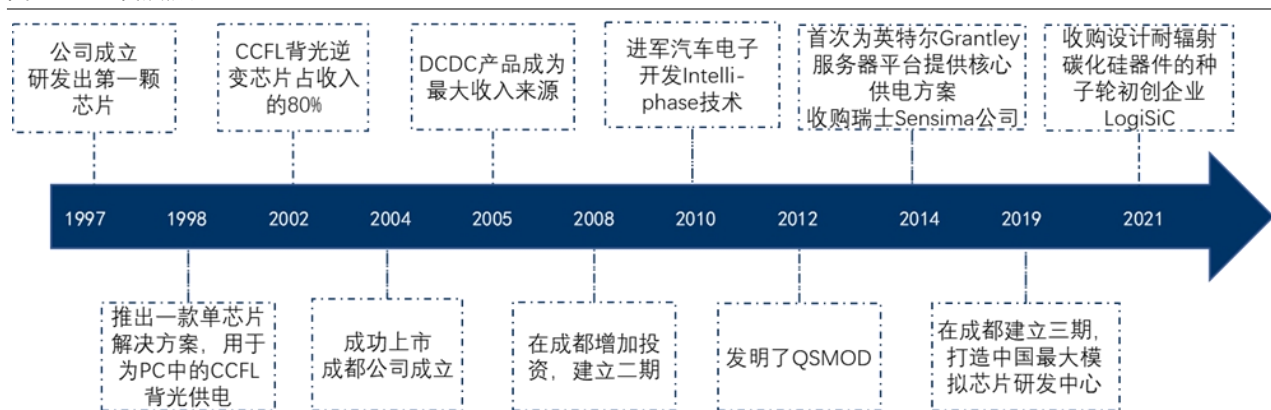 公司成立
研发出第一颗
芯片
CCFL背光逆
变芯片占收入
的80%
DCDC产品成为
最大收入来源
进军汽车电子
开发Intelli-
phase技术
首次为英特尔Grantley
服务器平台提供核心
供电方案
收购瑞士Sensima公司
收购设计耐辐射
碳化硅器件的种
子轮初创企业
LogiSiC
1997
1998
2002
2004
2005
2008
2010
2012
2014
2019
2021
推出一款单芯片
解决方案，用于
为PC中的CCFL
背光供电
成功上市
成都公司成立
在成都增加投
资，建立二期
发明了QSMOD
在成都建立三期，
打造中国最大模
拟芯片研发中心